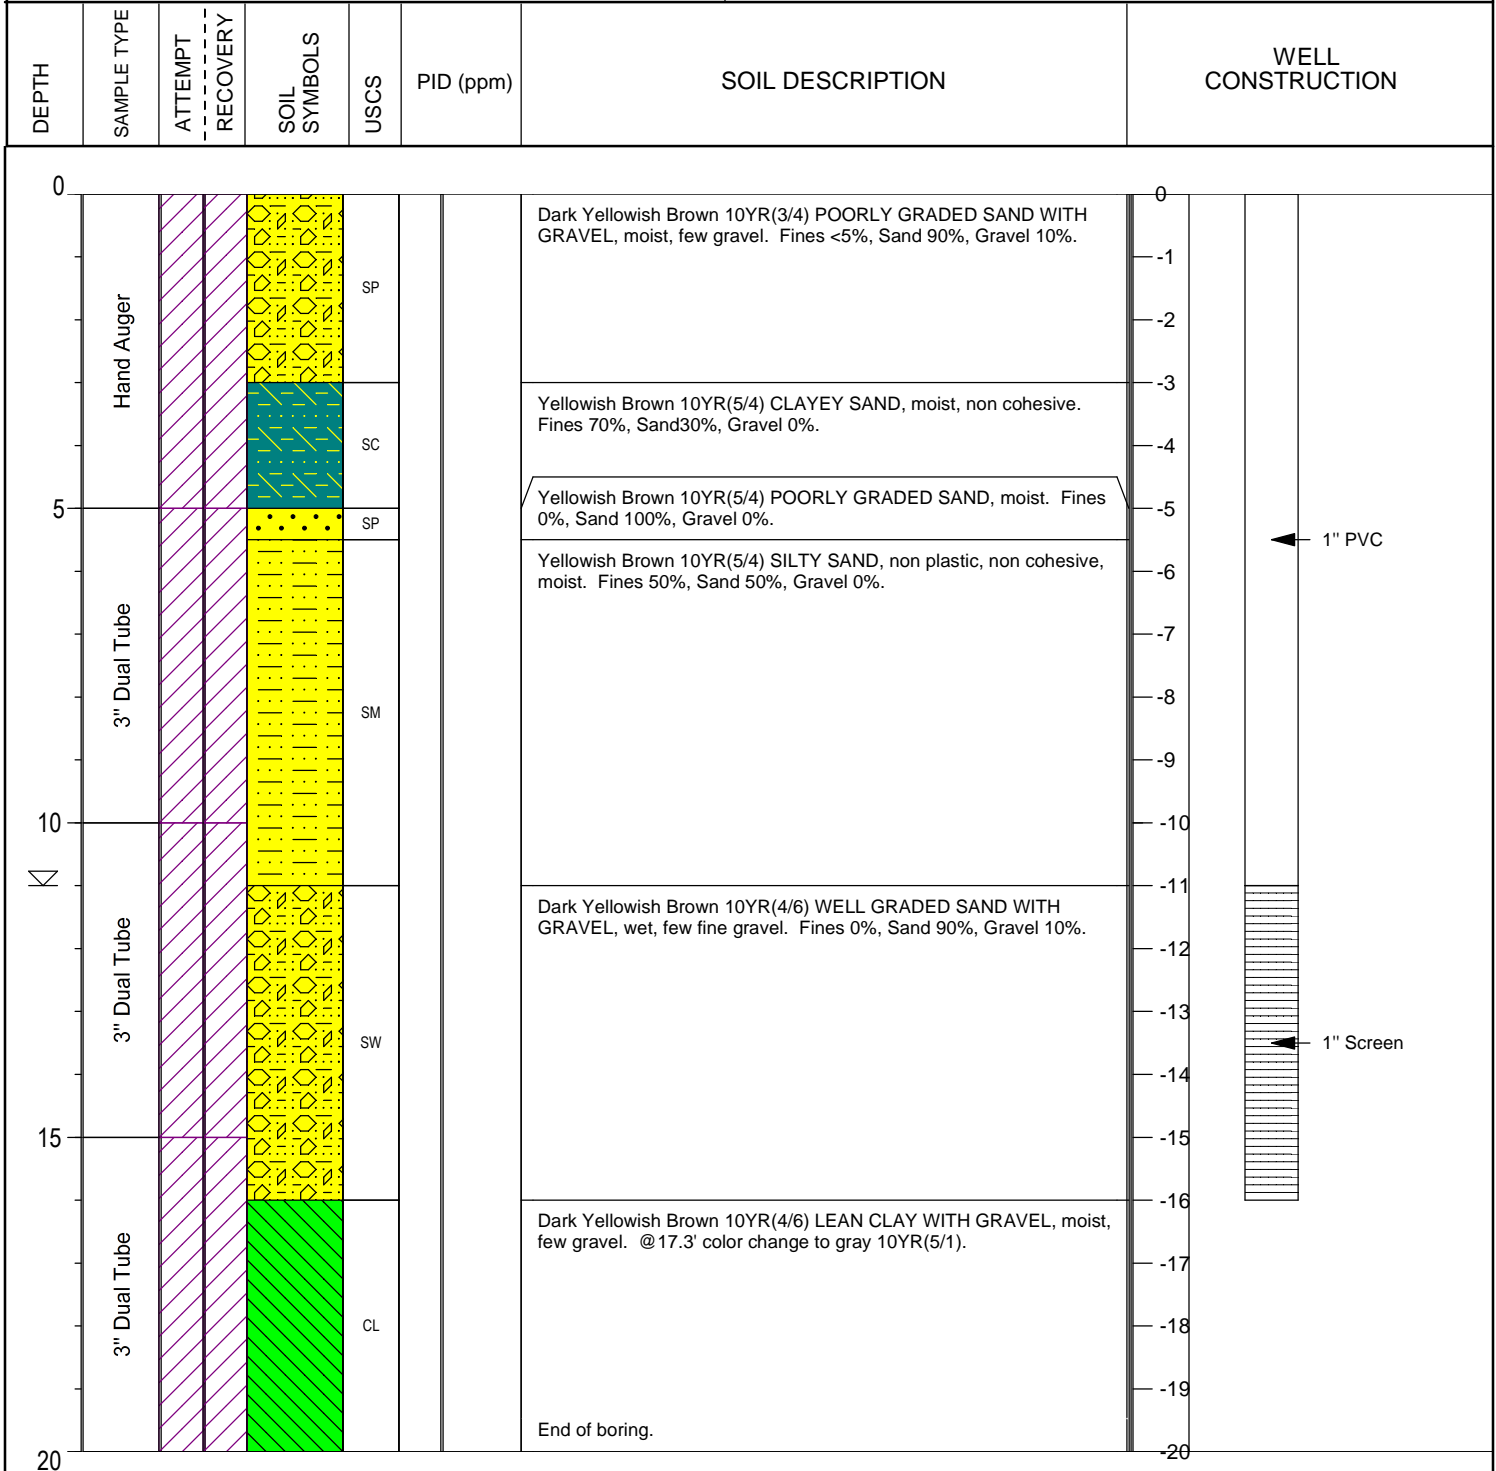 DEPTH
SAMPLE TYPE
ATTEMPT
RECOVERY
SOIL
SYMBOLS
USCS
PID (ppm)
SOIL DESCRIPTION
WELL
CONSTRUCTION
0
5
10
15
20
Hand Auger
3" Dual Tube
3" Dual Tube
3" Dual Tube
SP
SC
SP
SM
SW
CL
Dark Yellowish Brown 10YR(3/4) POORLY GRADED SAND WITH
GRAVEL, moist, few gravel. Fines <5%, Sand 90%, Gravel 10%.
Yellowish Brown 10YR(5/4) CLAYEY SAND, moist, non cohesive.
Fines 70%, Sand30%, Gravel 0%.
Yellowish Brown 10YR(5/4) POORLY GRADED SAND, moist. Fines
0%, Sand 100%, Gravel 0%.
Yellowish Brown 10YR(5/4) SILTY SAND, non plastic, non cohesive,
moist. Fines 50%, Sand 50%, Gravel 0%.
Dark Yellowish Brown 10YR(4/6) WELL GRADED SAND WITH
GRAVEL, wet, few fine gravel. Fines 0%, Sand 90%, Gravel 10%.
Dark Yellowish Brown 10YR(4/6) LEAN CLAY WITH GRAVEL, moist,
few gravel. @17.3' color change to gray 10YR(5/1).
End of boring.
0
-1
-2
-3
-4
-5
-6
-7
-8
-9
-10
-11
-12
-13
-14
-15
-16
-17
-18
-19
-20
1" PVC
1" Screen